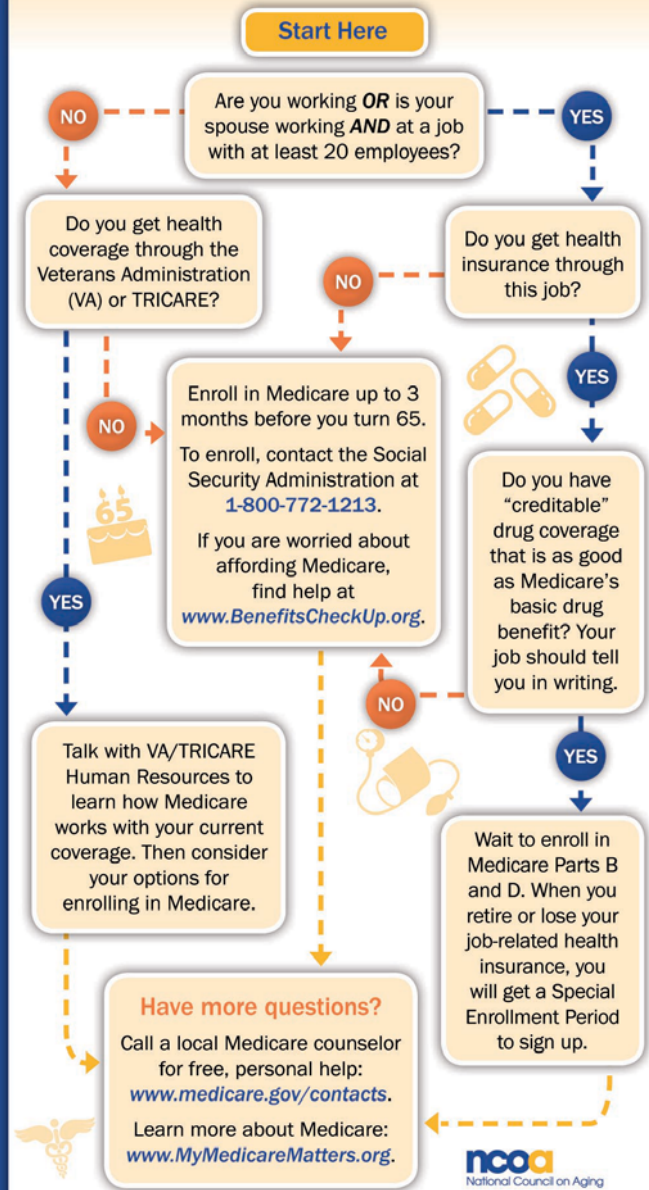 Start Here
Are you working OR is your
spouse working AND at a job
with at least 20 employees?
NO
YES
Do you get health
coverage through the
Veterans Administration
(VA) or TRICARE?
Do you get health
insurance through
this job?
NO
YES
NO
Enroll in Medicare up to 3
months before you turn 65.
To enroll, contact the Social
Security Administration at
1-800-772-1213.
If you are worried about
affording Medicare,
find help at
www.BenefitsCheckUp.org.
65
Do you have
“creditable”
drug coverage
that is as good
as Medicare’s
basic drug
benefit? Your
job should tell
you in writing.
YES
NO
YES
Talk with VA/TRICARE
Human Resources to
learn how Medicare
works with your current
coverage. Then consider
your options for
enrolling in Medicare.
Wait to enroll in
Medicare Parts B
and D. When you
retire or lose your
job-related health
insurance, you
will get a Special
Enrollment Period
to sign up.
Have more questions?
Call a local Medicare counselor
for free, personal help:
www.medicare.gov/contacts.
Learn more about Medicare:
www.MyMedicareMatters.org.
ncoa
National Council on Aging